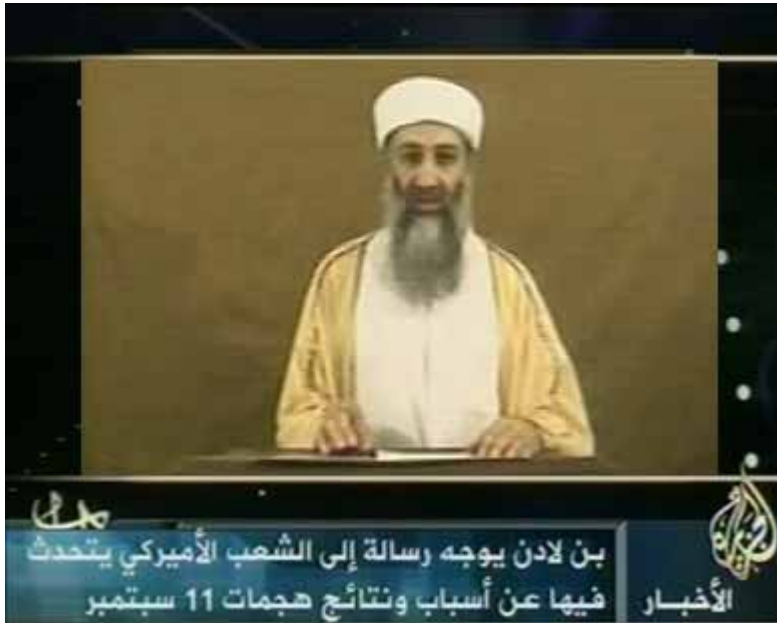 بن لادن يوجه رسالة إلى الشعب الأميركي يتحدث
فيها عن أسباب ونتائج هجمات 11 سبتمبر
الأخبار
الجزيرة